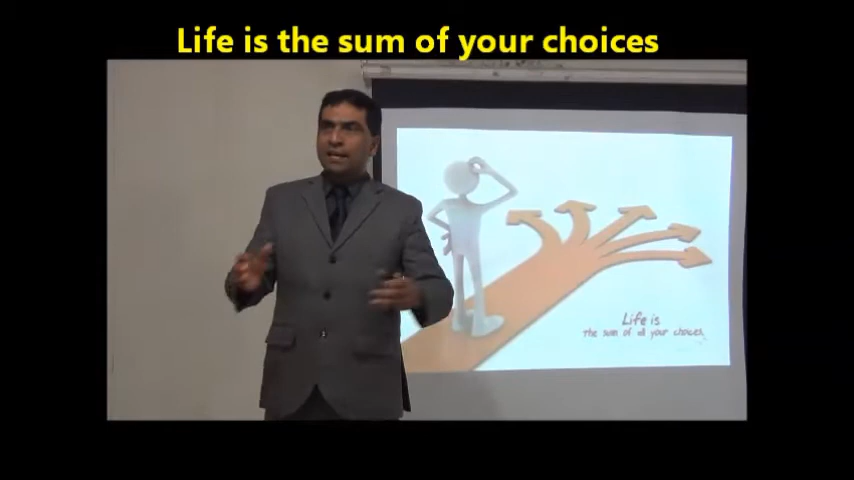 Life is the sum of your choices
Life is
The sum of all your choices